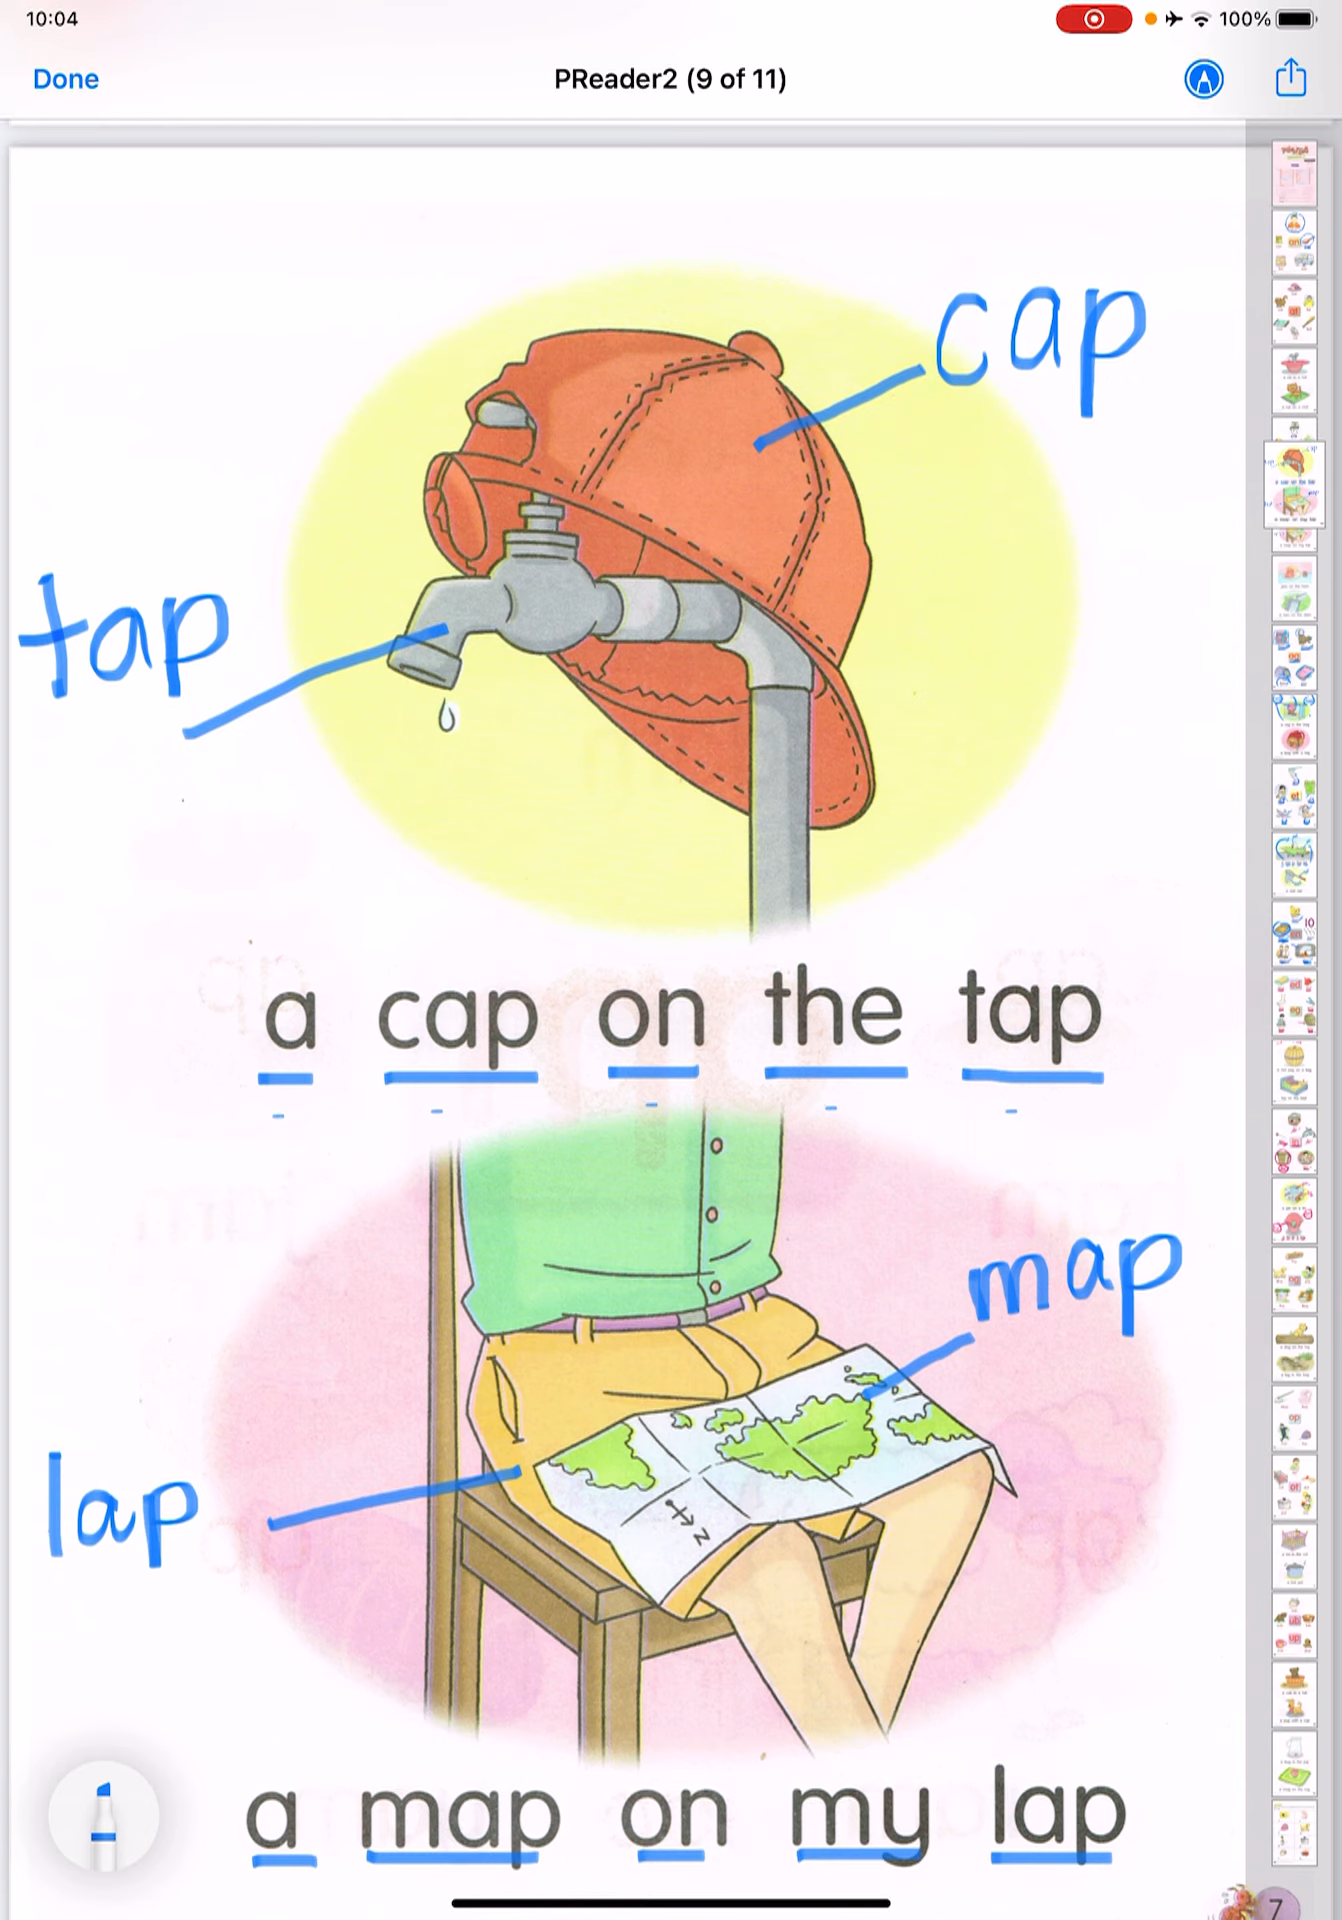 10:04
100%
Done
PReader2 (9 of 11)
cap
tap
a cap on the tap
map
lap
N
a map on my lap
7